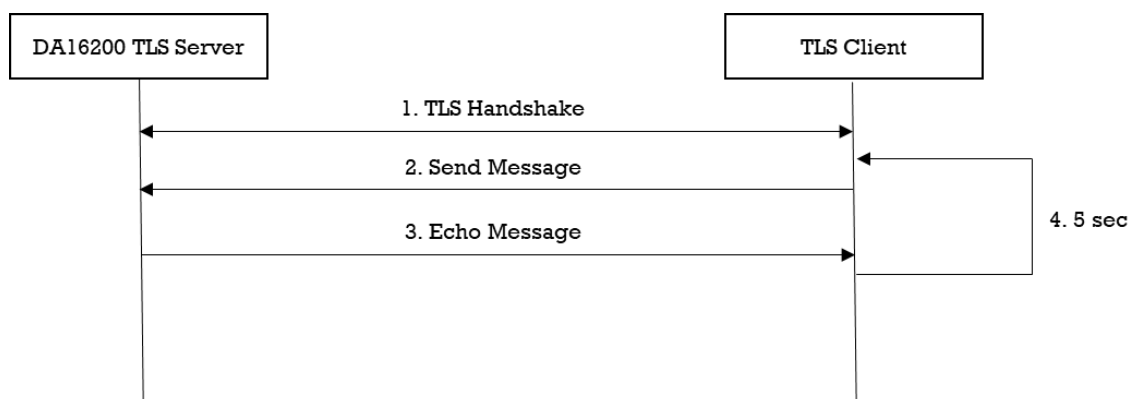 DA16200 TLS Server
TLS Client
1. TLS Handshake
2. Send Message
3. Echo Message
4. 5 sec